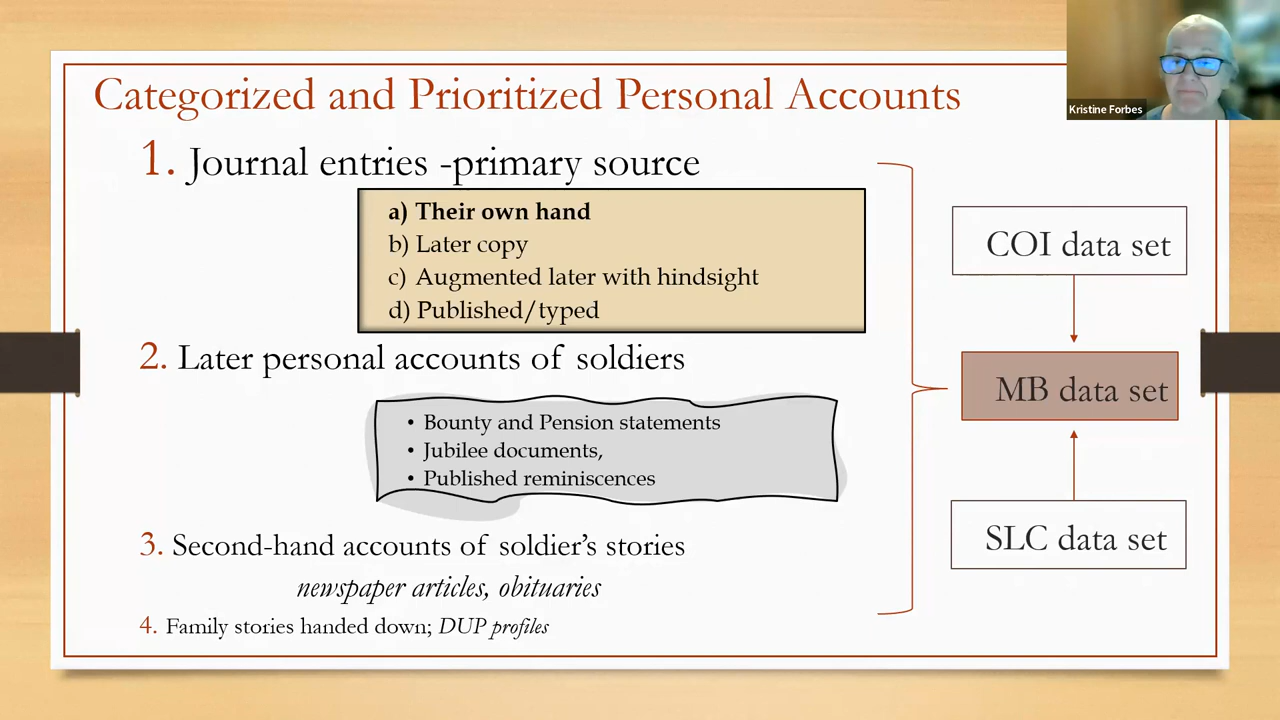 Categorized and Prioritized Personal Accounts
Kristine Forbes
1. Journal entries -primary source
a) Their own hand
b) Later copy
c) Augmented later with hindsight
d) Published/typed
2. Later personal accounts of soldiers
• Bounty and Pension statements
• Jubilee documents,
• Published reminiscences
3. Second-hand accounts of soldier’s stories
newspaper articles, obituaries
4. Family stories handed down; DUP profiles
COI data set
MB data set
SLC data set